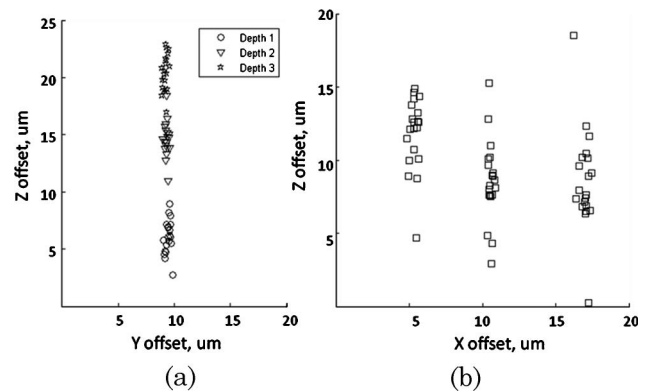 25
20
15
10
5
Z offset, um
Depth 1
Depth 2
Depth 3
5
10
15
20
Y offset, um
(a)
20
15
10
5
Z offset, um
5
10
15
20
X offset, um
(b)